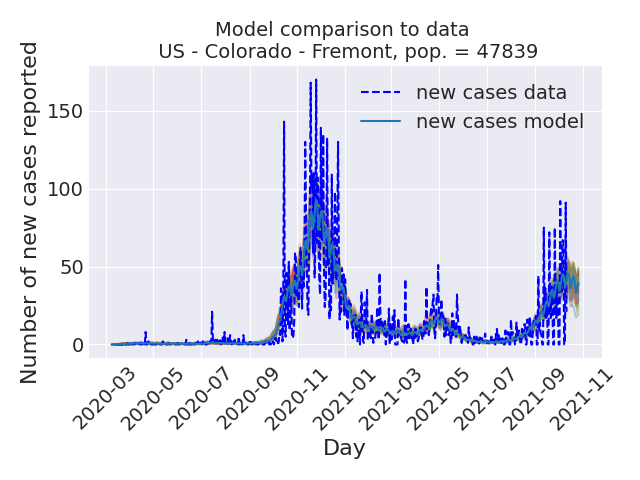 Model comparison to data
US - Colorado - Fremont, pop. = 47839
Number of new cases reported
150
100
50
0
new cases data
new cases model
2020-03
2020-05
2020-07
2020-09
2020-11
2021-01
2021-03
2021-05
2021-07
2021-09
2021-11
Day